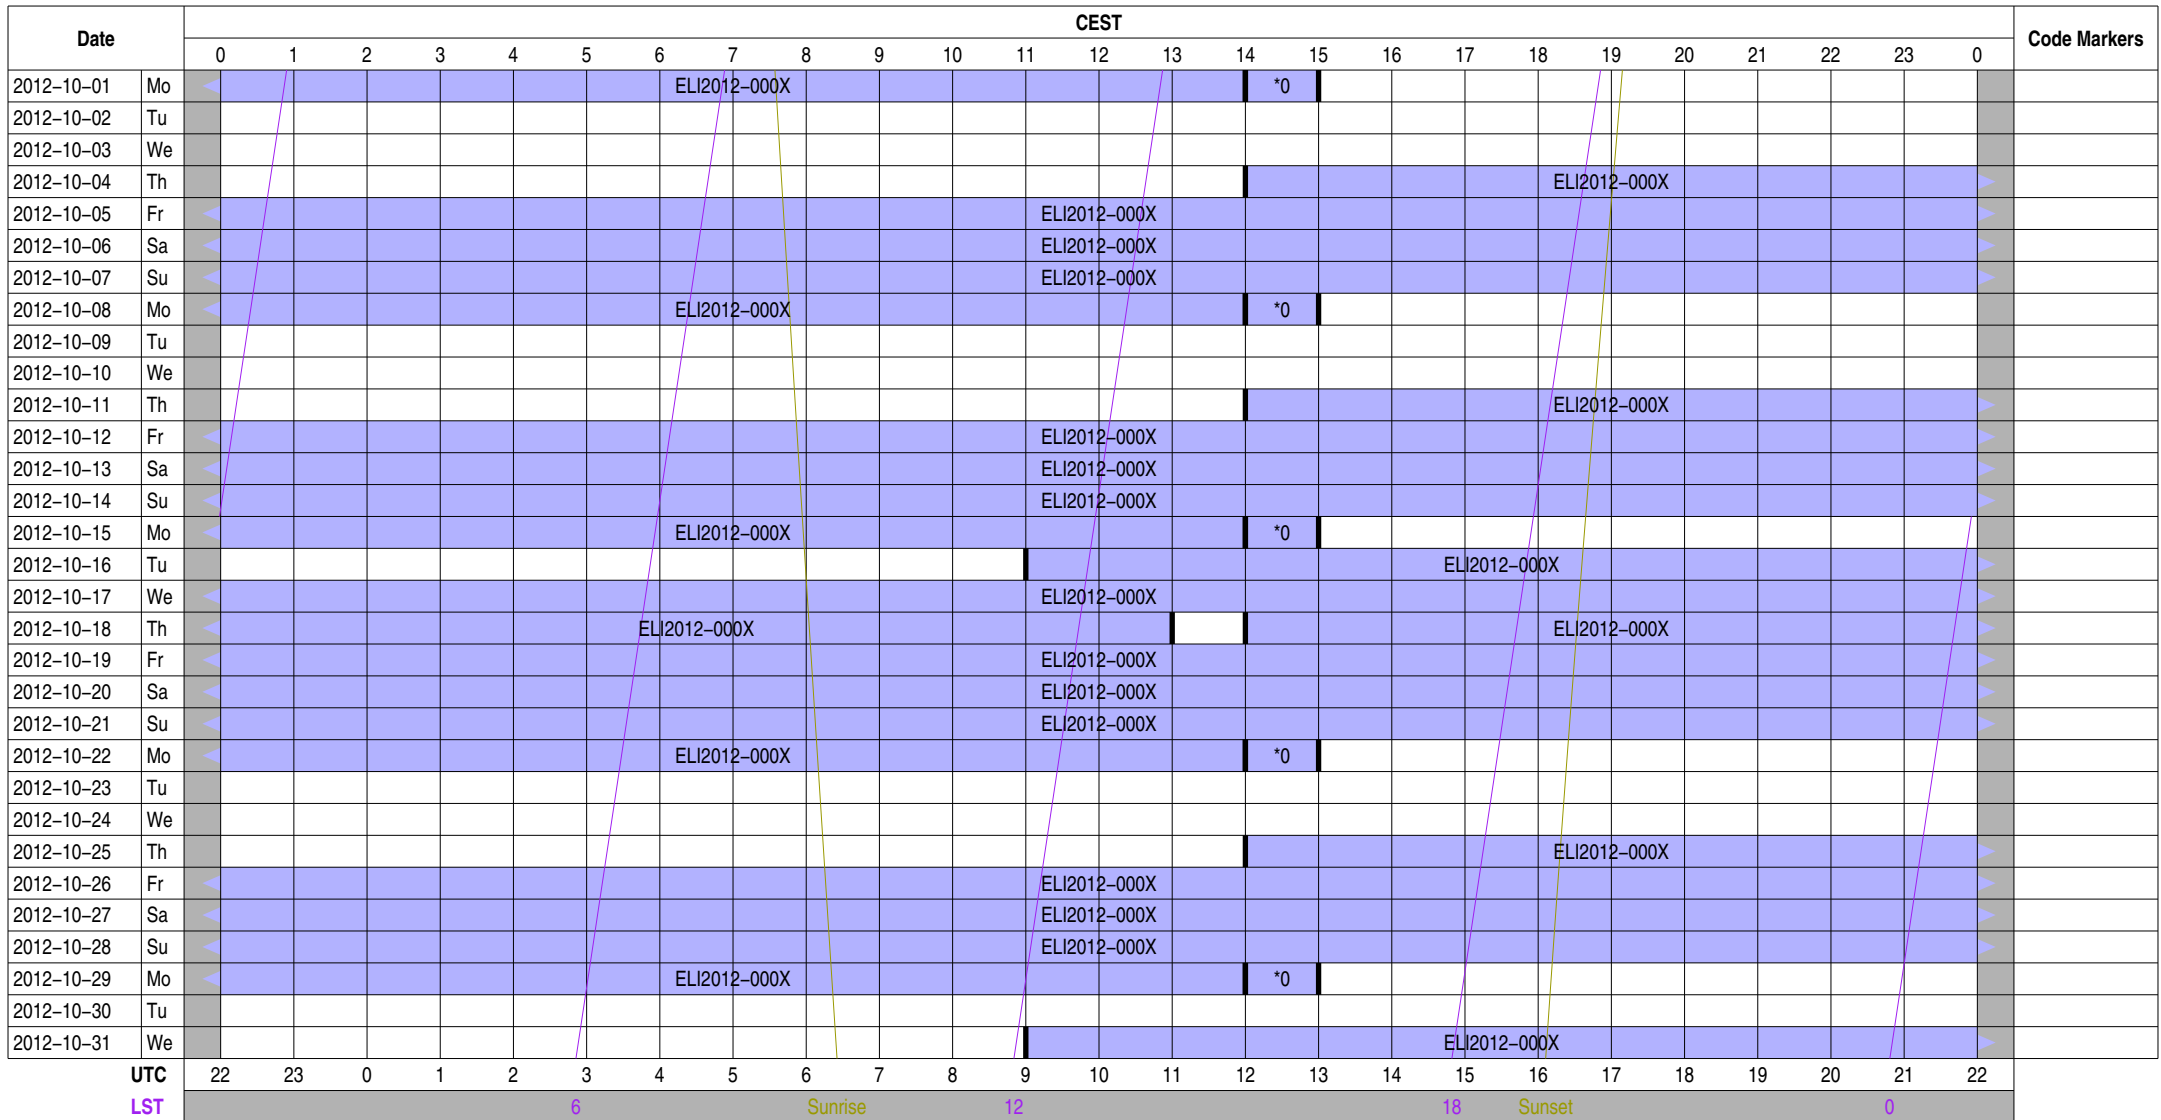 Date CEST Code Markers
0 1 2 3 4 5 6 7 8 9 10 11 12 13 14 15 16 17 18 19 20 21 22 23 0
2012-10-01 Mo ELI2012-000X *0
2012-10-02 Tu
2012-10-03 We
2012-10-04 Th ELI2012-000X
2012-10-05 Fr ELI2012-000X
2012-10-06 Sa ELI2012-000X
2012-10-07 Su ELI2012-000X
2012-10-08 Mo ELI2012-000X *0
2012-10-09 Tu
2012-10-10 We
2012-10-11 Th ELI2012-000X
2012-10-12 Fr ELI2012-000X
2012-10-13 Sa ELI2012-000X
2012-10-14 Su ELI2012-000X
2012-10-15 Mo ELI2012-000X *0
2012-10-16 Tu ELI2012-000X
2012-10-17 We ELI2012-000X
2012-10-18 Th ELI2012-000X ELI2012-000X
2012-10-19 Fr ELI2012-000X
2012-10-20 Sa ELI2012-000X
2012-10-21 Su ELI2012-000X
2012-10-22 Mo ELI2012-000X *0
2012-10-23 Tu
2012-10-24 We
2012-10-25 Th ELI2012-000X
2012-10-26 Fr ELI2012-000X
2012-10-27 Sa ELI2012-000X
2012-10-28 Su ELI2012-000X
2012-10-29 Mo ELI2012-000X *0
2012-10-30 Tu
2012-10-31 We ELI2012-000X
UTC 22 23 0 1 2 3 4 5 6 7 8 9 10 11 12 13 14 15 16 17 18 19 20 21 22
LST 6 Sunrise 12 18 Sunset 0